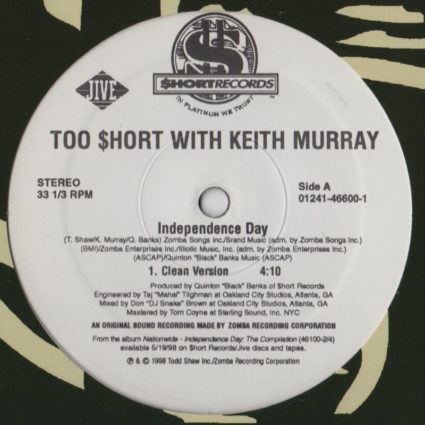 JIVE
$
$HORTRECORDS
IN PLATINUM WE TRUST
TOO $HORT WITH KEITH MURRAY
STEREO
33 1/3 RPM
Side A
01241-46600-1
Independence Day
(T. Shaw/K. Murray/Q. Banks) Zomba Songs Inc./Srand Music (adm. by Zomba Songs Inc.)
(BMI)/Zomba Enterprises Inc./Illiotic Music, Inc. (adm. by Zomba Enterprises Inc.)
(ASCAP)/Quinton "Black" Banks Music (ASCAP)
1. Clean Version 4:10
Produced by Quinton "Black" Banks of $hort Records
Engineered by Taj "Mahal" Tilghman at Oakland City Studios, Atlanta, GA
Mixed by Don "DJ Snake" Brown at Oakland City Studios, Atlanta, GA
Mastered by Tom Coyne at Sterling Sound, Inc. NYC
AN ORIGINAL SOUND RECORDING MADE BY ZOMBA RECORDING CORPORATION
From the album Nationwide - Independence Day: The Compilation (46100-2/4)
available 5/19/98 on $hort Records/Jive discs and tapes.
℗ & © 1998 Todd Shaw Inc./Zomba Recording Corporation